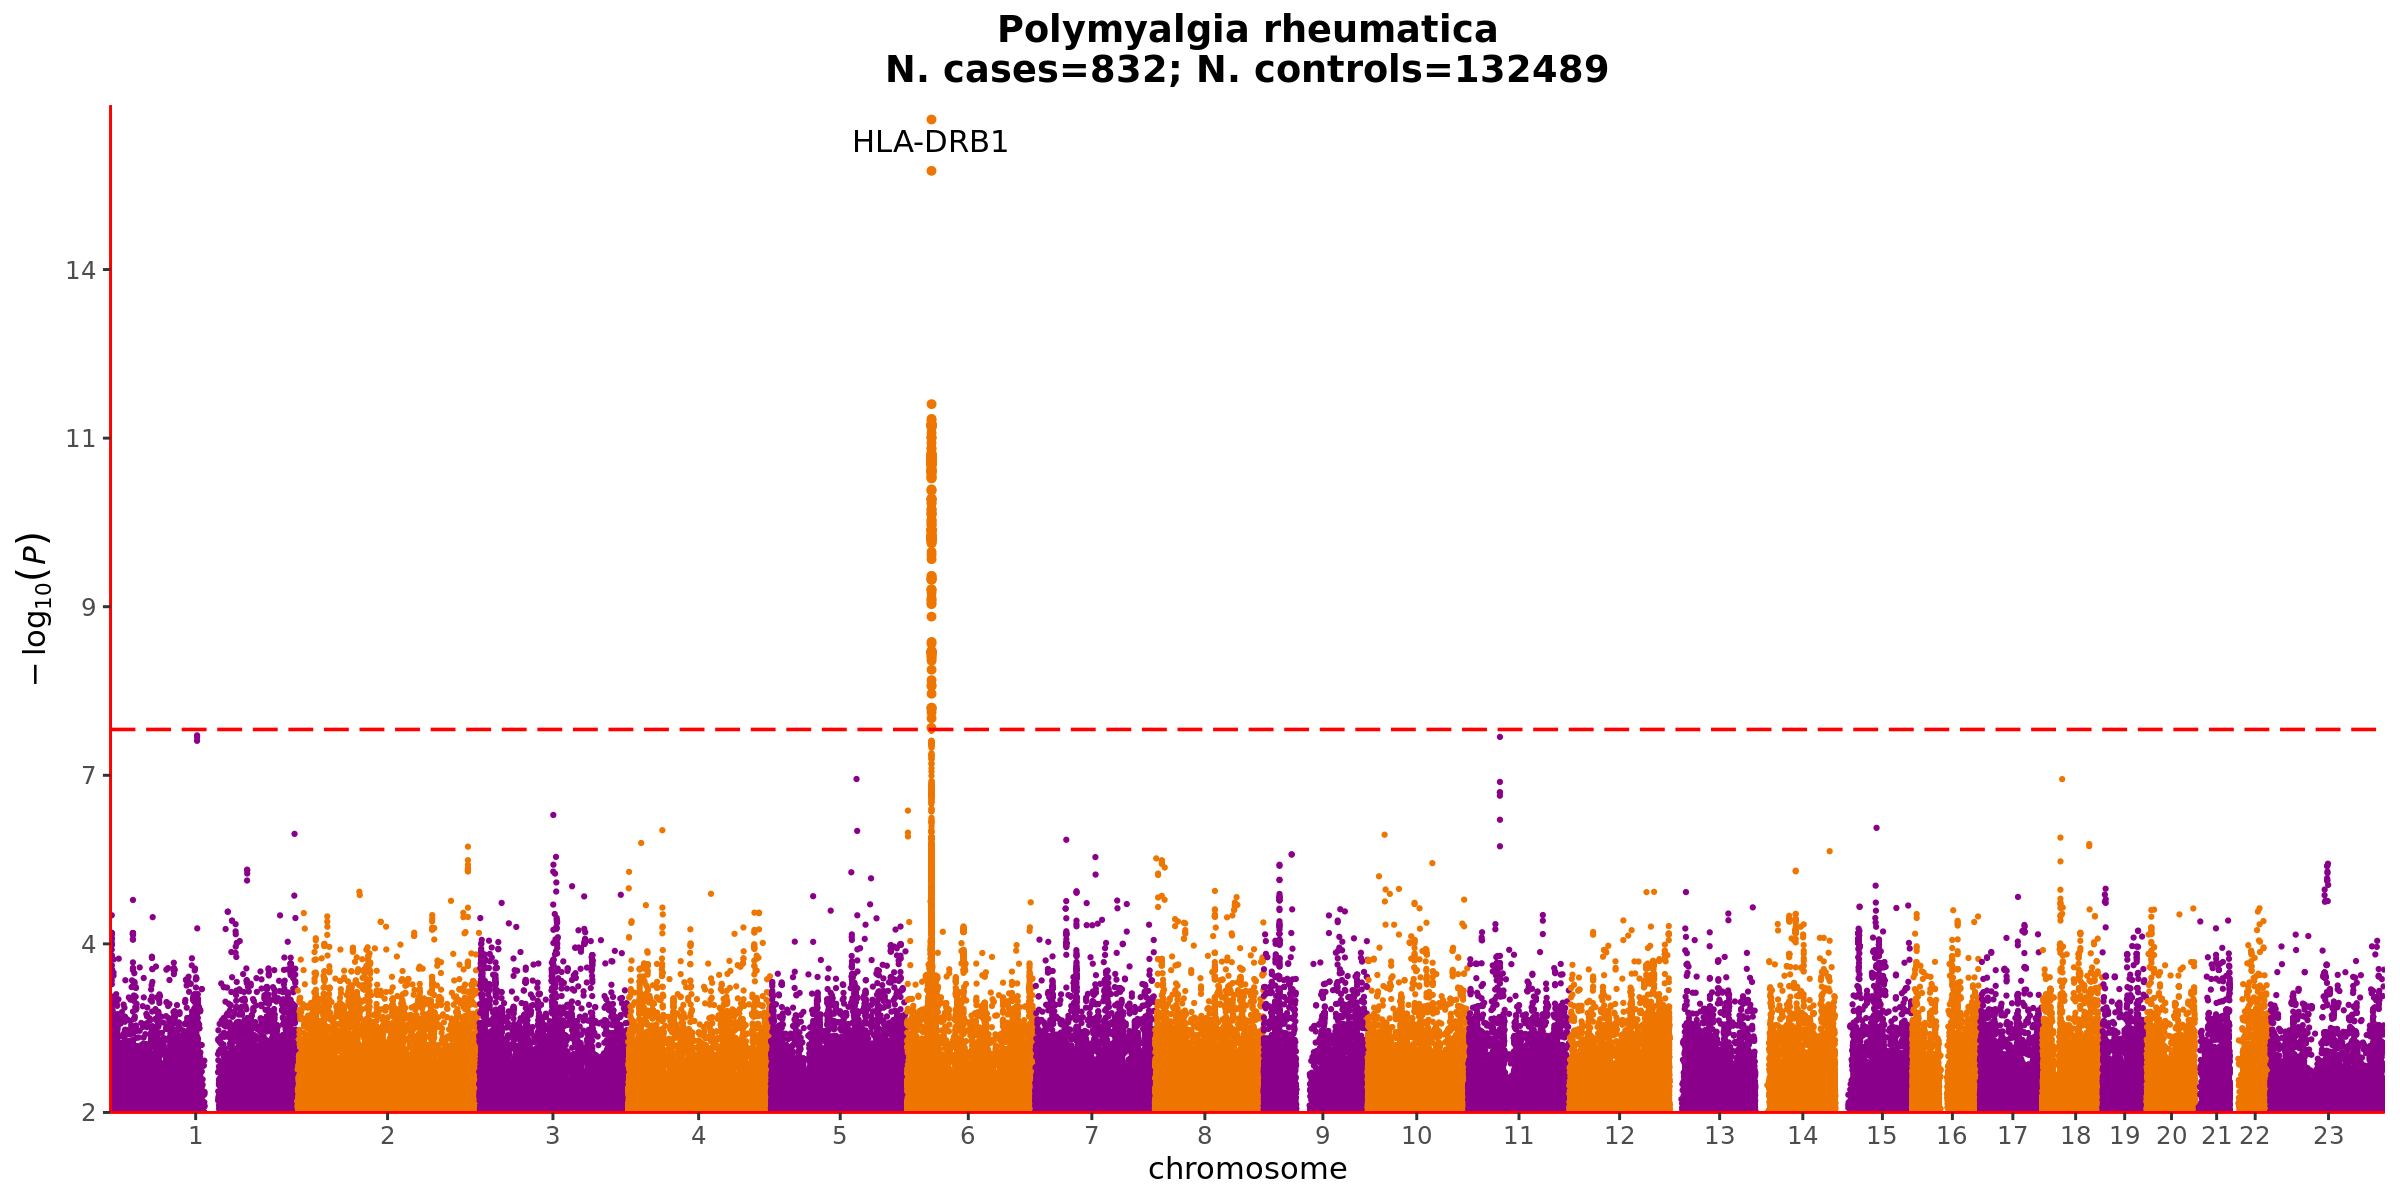 Polymyalgia rheumatica
N. cases=832; N. controls=132489
HLA-DRB1
14
11
9
7
4
2
−log₁₀(P)
1 2 3 4 5 6 7 8 9 10 11 12 13 14 15 16 17 18 19 20 21 22 23
chromosome